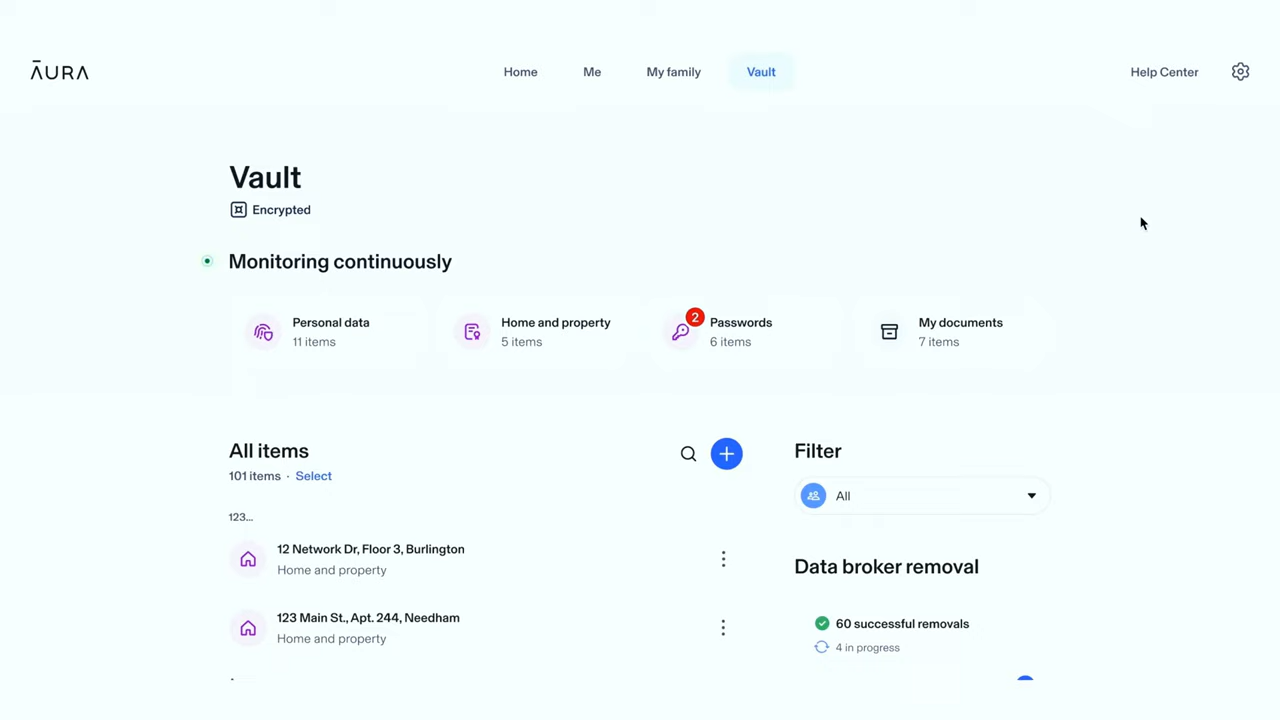 ĀURA
Home
Me
My family
Vault
Help Center
Vault
Encrypted
Monitoring continuously
Personal data
11 items
Home and property
5 items
2
Passwords
6 items
My documents
7 items
All items
101 items · Select
Filter
All
123...
12 Network Dr, Floor 3, Burlington
Home and property
Data broker removal
123 Main St., Apt. 244, Needham
Home and property
60 successful removals
4 in progress